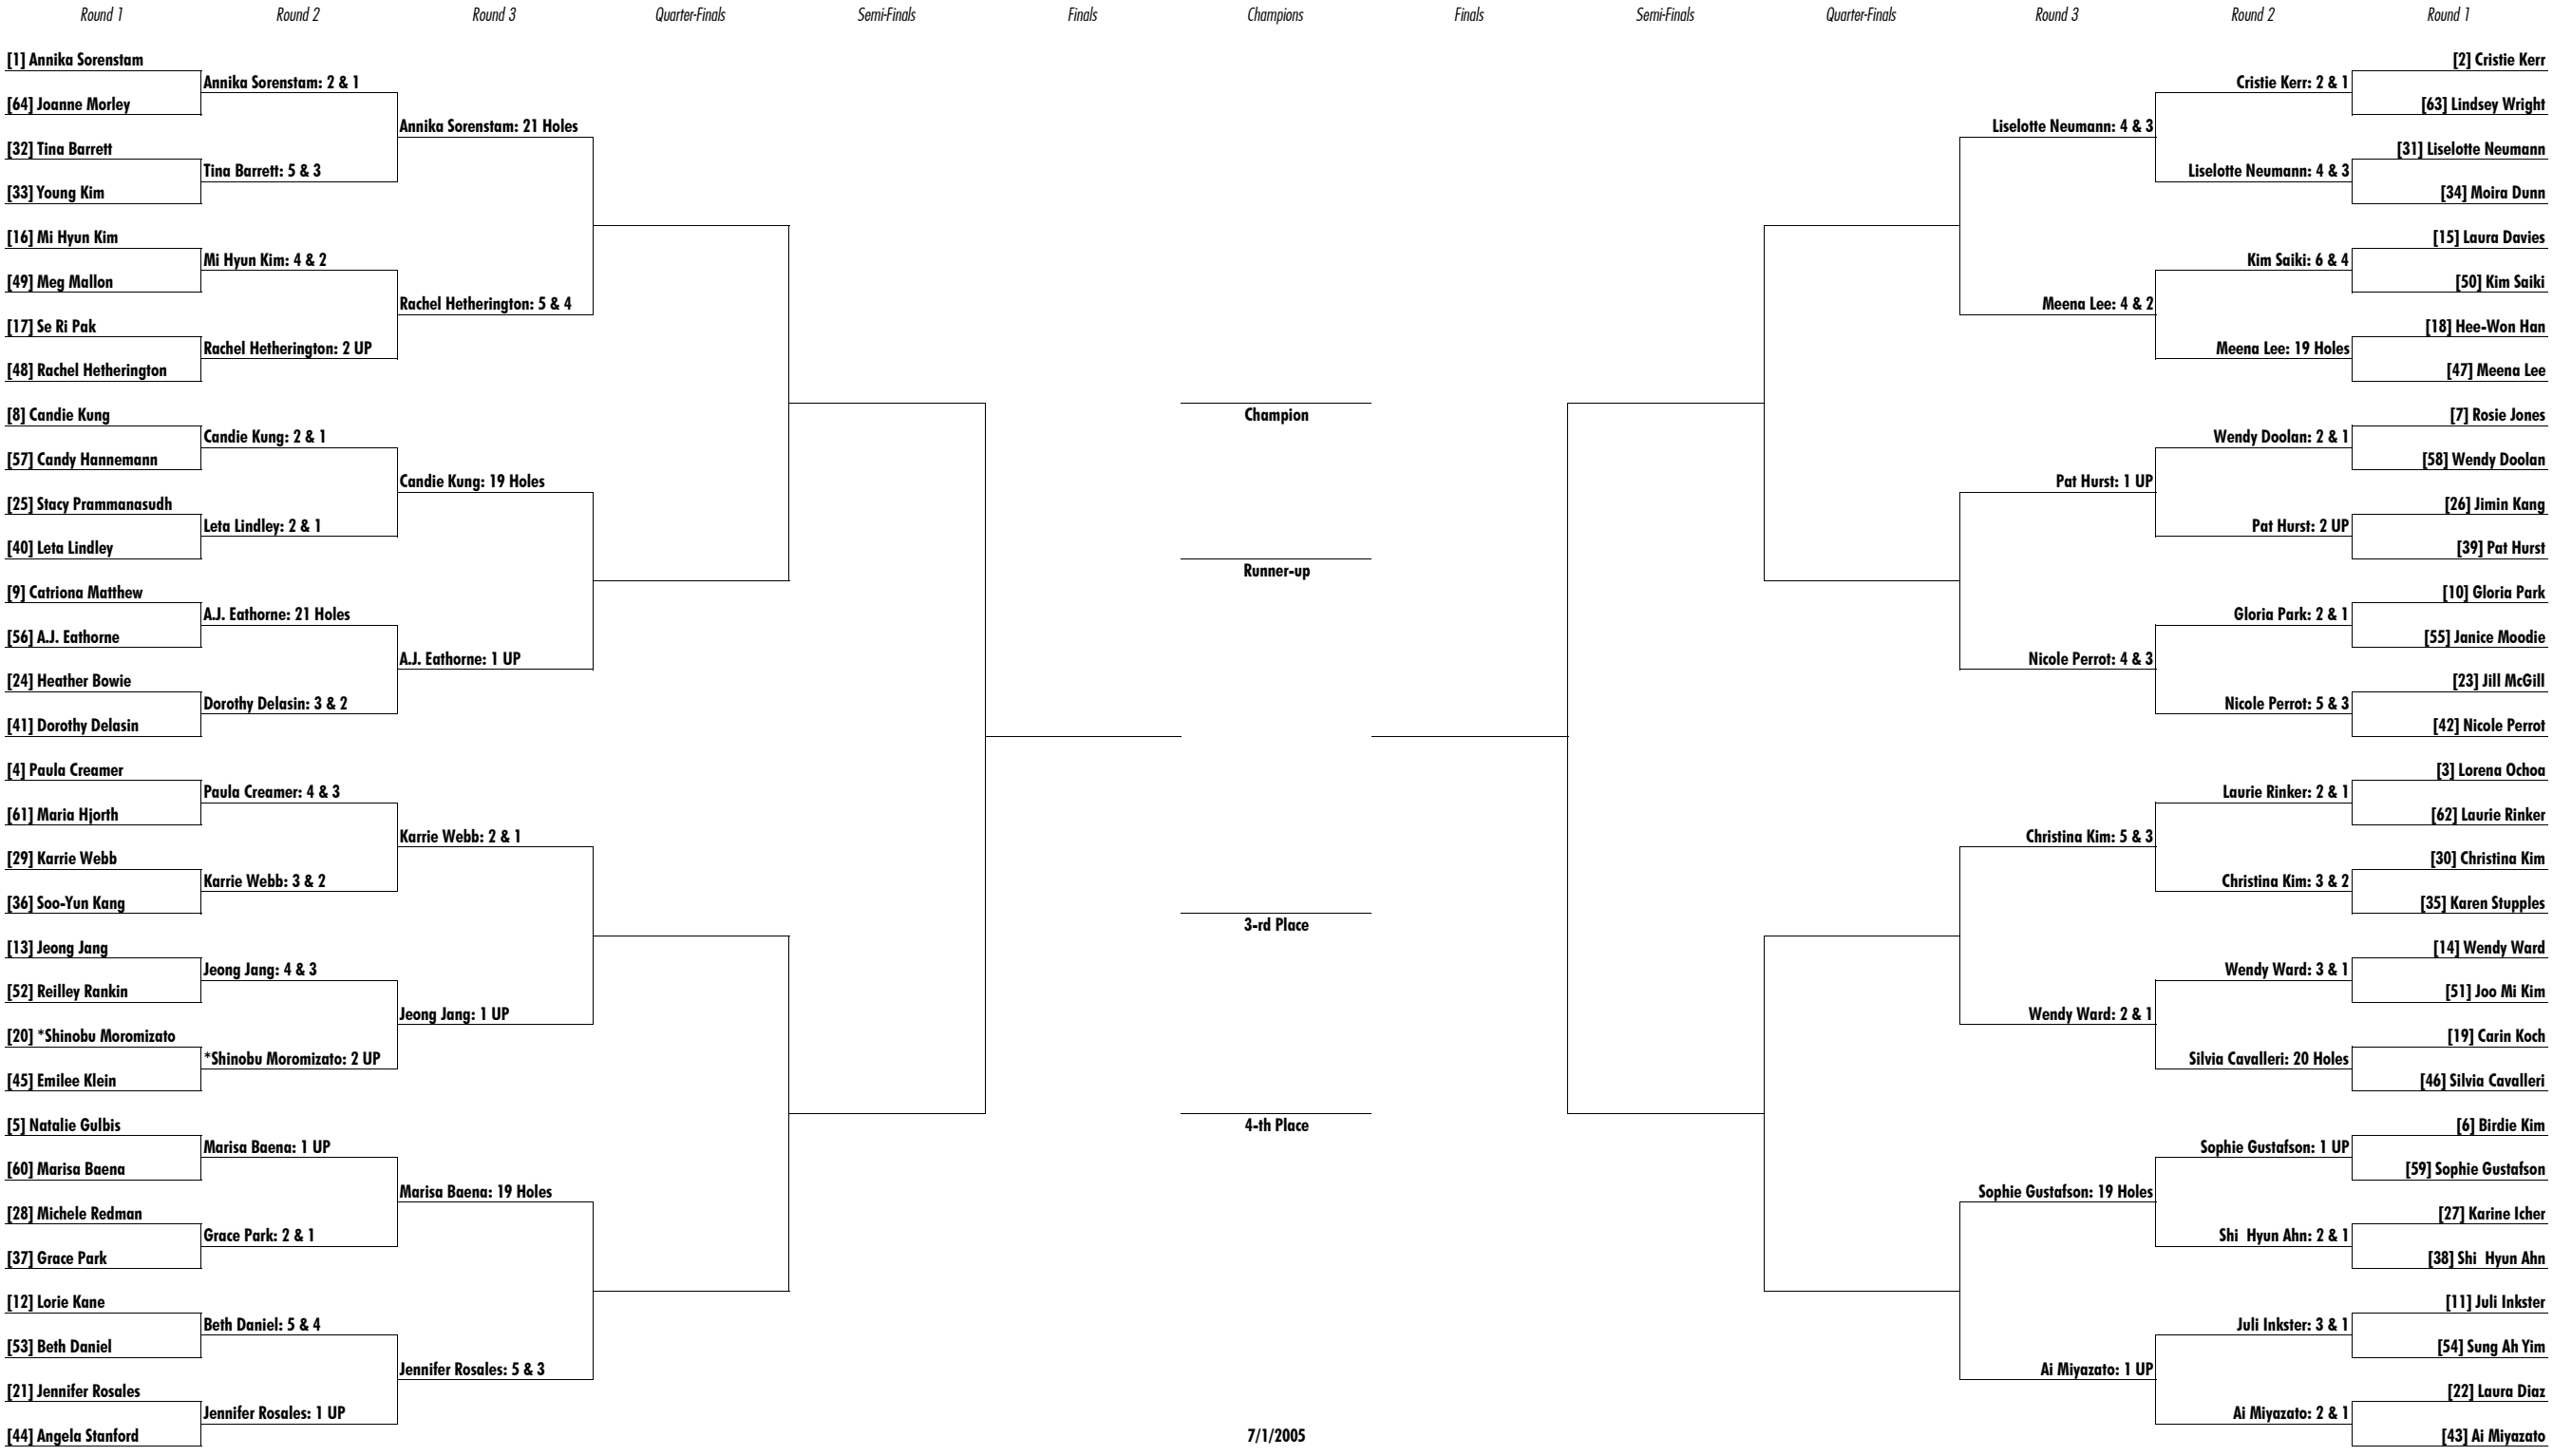 Round 1 Round 2 Round 3 Quarter-Finals Semi-Finals Finals Champions Finals Semi-Finals Quarter-Finals Round 3 Round 2 Round 1
[1] Annika Sorenstam
[64] Joanne Morley
[32] Tina Barrett
[33] Young Kim
[16] Mi Hyun Kim
[49] Meg Mallon
[17] Se Ri Pak
[48] Rachel Hetherington
[8] Candie Kung
[57] Candy Hannemann
[25] Stacy Prammanasudh
[40] Leta Lindley
[9] Catriona Matthew
[56] A.J. Eathorne
[24] Heather Bowie
[41] Dorothy Delasin
[4] Paula Creamer
[61] Maria Hjorth
[29] Karrie Webb
[36] Soo-Yun Kang
[13] Jeong Jang
[52] Reilley Rankin
[20] *Shinobu Moromizato
[45] Emilee Klein
[5] Natalie Gulbis
[60] Marisa Baena
[28] Michele Redman
[37] Grace Park
[12] Lorie Kane
[53] Beth Daniel
[21] Jennifer Rosales
[44] Angela Stanford
Annika Sorenstam: 2 & 1
Tina Barrett: 5 & 3
Mi Hyun Kim: 4 & 2
Rachel Hetherington: 2 UP
Candie Kung: 2 & 1
Leta Lindley: 2 & 1
A.J. Eathorne: 21 Holes
Dorothy Delasin: 3 & 2
Paula Creamer: 4 & 3
Karrie Webb: 3 & 2
Jeong Jang: 4 & 3
*Shinobu Moromizato: 2 UP
Marisa Baena: 1 UP
Grace Park: 2 & 1
Beth Daniel: 5 & 4
Jennifer Rosales: 1 UP
Annika Sorenstam: 21 Holes
Rachel Hetherington: 5 & 4
Candie Kung: 19 Holes
A.J. Eathorne: 1 UP
Karrie Webb: 2 & 1
Jeong Jang: 1 UP
Marisa Baena: 19 Holes
Jennifer Rosales: 5 & 3
Champion
Runner-up
3-rd Place
4-th Place
7/1/2005
Liselotte Neumann: 4 & 3
Meena Lee: 4 & 2
Pat Hurst: 1 UP
Nicole Perrot: 4 & 3
Christina Kim: 5 & 3
Wendy Ward: 2 & 1
Sophie Gustafson: 19 Holes
Ai Miyazato: 1 UP
Cristie Kerr: 2 & 1
Liselotte Neumann: 4 & 3
Kim Saiki: 6 & 4
Meena Lee: 19 Holes
Wendy Doolan: 2 & 1
Pat Hurst: 2 UP
Gloria Park: 2 & 1
Nicole Perrot: 5 & 3
Laurie Rinker: 2 & 1
Christina Kim: 3 & 2
Wendy Ward: 3 & 1
Silvia Cavalleri: 20 Holes
Sophie Gustafson: 1 UP
Shi  Hyun Ahn: 2 & 1
Juli Inkster: 3 & 1
Ai Miyazato: 2 & 1
[2] Cristie Kerr
[63] Lindsey Wright
[31] Liselotte Neumann
[34] Moira Dunn
[15] Laura Davies
[50] Kim Saiki
[18] Hee-Won Han
[47] Meena Lee
[7] Rosie Jones
[58] Wendy Doolan
[26] Jimin Kang
[39] Pat Hurst
[10] Gloria Park
[55] Janice Moodie
[23] Jill McGill
[42] Nicole Perrot
[3] Lorena Ochoa
[62] Laurie Rinker
[30] Christina Kim
[35] Karen Stupples
[14] Wendy Ward
[51] Joo Mi Kim
[19] Carin Koch
[46] Silvia Cavalleri
[6] Birdie Kim
[59] Sophie Gustafson
[27] Karine Icher
[38] Shi  Hyun Ahn
[11] Juli Inkster
[54] Sung Ah Yim
[22] Laura Diaz
[43] Ai Miyazato